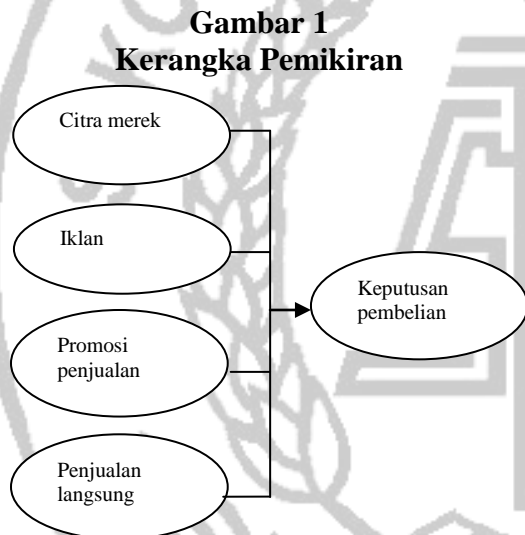 Gambar 1
Kerangka Pemikiran
Citra merek
Iklan
Promosi
penjualan
Penjualan
langsung
Keputusan
pembelian